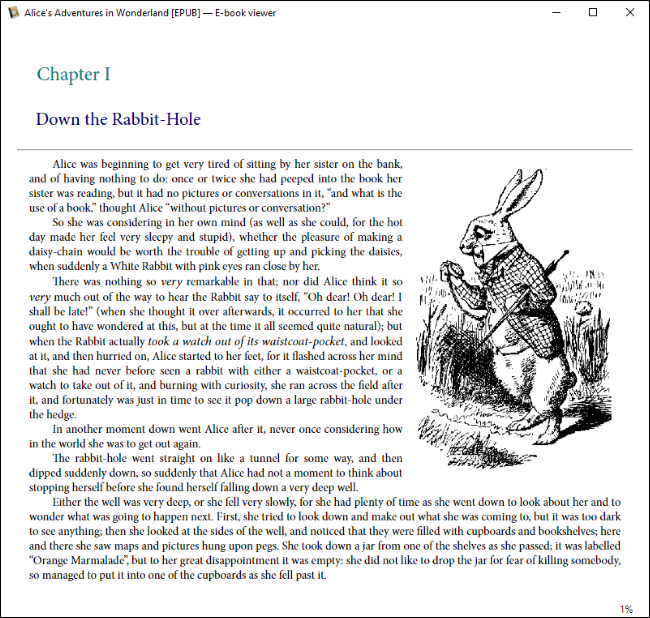 Alice's Adventures in Wonderland [EPUB] — E-book viewer
Chapter I
Down the Rabbit-Hole
Alice was beginning to get very tired of sitting by her sister on the bank,
and of having nothing to do: once or twice she had peeped into the book her
sister was reading, but it had no pictures or conversations in it, “and what is the
use of a book,” thought Alice “without pictures or conversation?”
So she was considering in her own mind (as well as she could, for the hot
day made her feel very sleepy and stupid), whether the pleasure of making a
daisy-chain would be worth the trouble of getting up and picking the daisies,
when suddenly a White Rabbit with pink eyes ran close by her.
There was nothing so very remarkable in that; nor did Alice think it so
very much out of the way to hear the Rabbit say to itself, “Oh dear! Oh dear! I
shall be late!” (when she thought it over afterwards, it occurred to her that she
ought to have wondered at this, but at the time it all seemed quite natural); but
when the Rabbit actually took a watch out of its waistcoat-pocket, and looked
at it, and then hurried on, Alice started to her feet, for it flashed across her mind
that she had never before seen a rabbit with either a waistcoat-pocket, or a
watch to take out of it, and burning with curiosity, she ran across the field after
it, and fortunately was just in time to see it pop down a large rabbit-hole under
the hedge.
In another moment down went Alice after it, never once considering how
in the world she was to get out again.
The rabbit-hole went straight on like a tunnel for some way, and then
dipped suddenly down, so suddenly that Alice had not a moment to think about
stopping herself before she found herself falling down a very deep well.
Either the well was very deep, or she fell very slowly, for she had plenty of time as she went down to look about her and to
wonder what was going to happen next. First, she tried to look down and make out what she was coming to, but it was too dark
to see anything; then she looked at the sides of the well, and noticed that they were filled with cupboards and bookshelves; here
and there she saw maps and pictures hung upon pegs. She took down a jar from one of the shelves as she passed; it was labelled
“Orange Marmalade”, but to her great disappointment it was empty: she did not like to drop the jar for fear of killing somebody,
so managed to put it into one of the cupboards as she fell past it.
1%